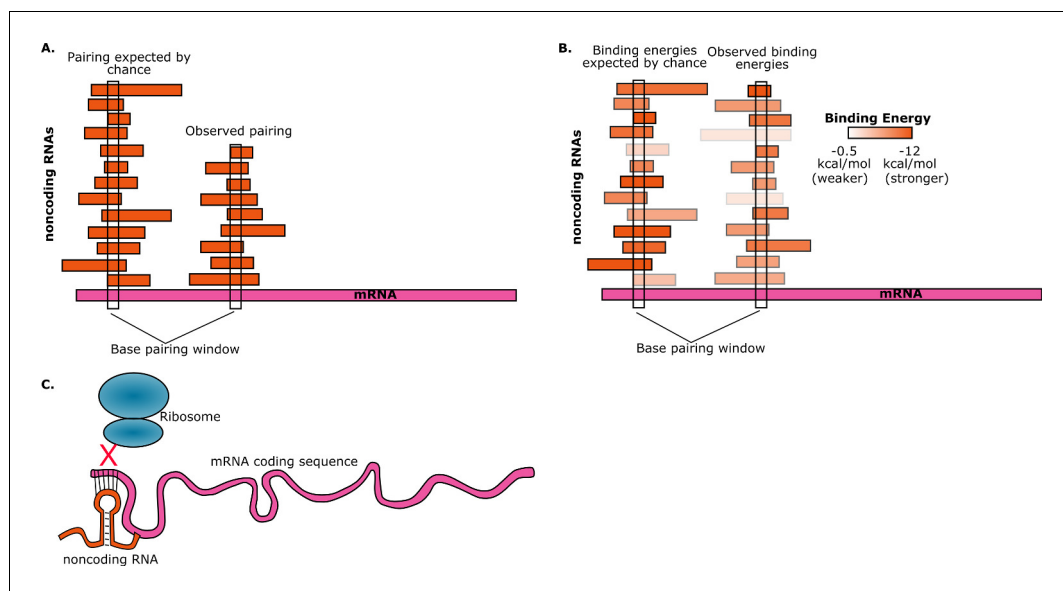 A.
Pairing expected by
chance
Observed pairing
noncoding RNAs
mRNA
Base pairing window
B.
Binding energies
expected by chance
Observed binding
energies
noncoding RNAs
Binding Energy
-0.5 -12
kcal/mol kcal/mol
(weaker) (stronger)
mRNA
Base pairing window
C.
Ribosome
X
mRNA coding sequence
noncoding RNA